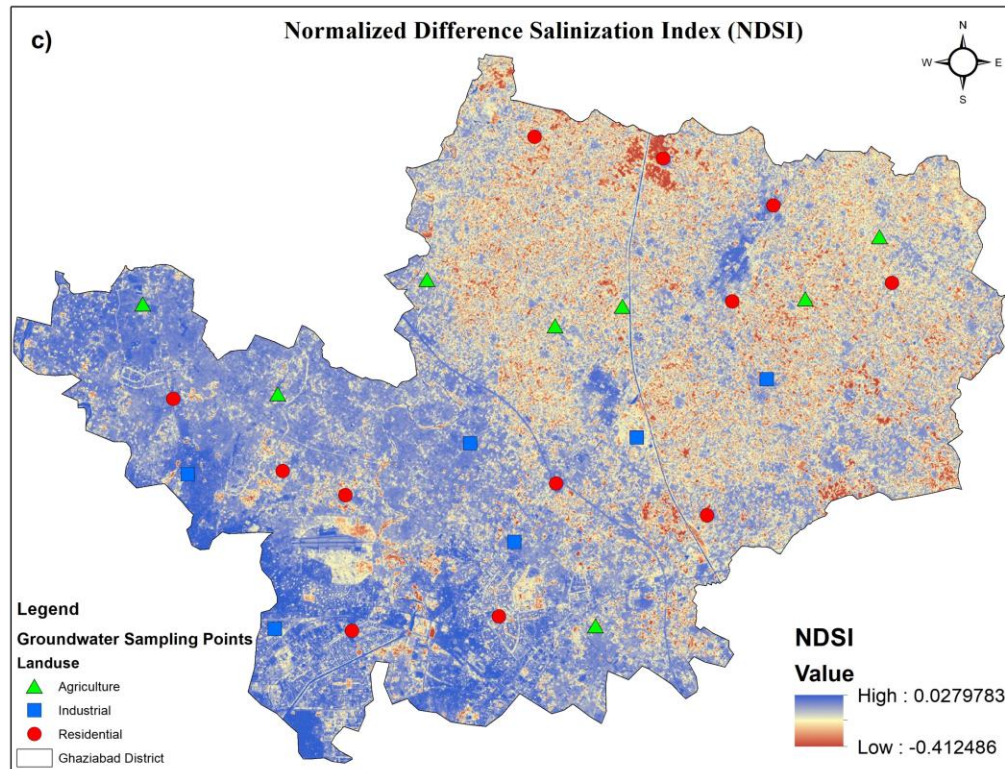 c)
Normalized Difference Salinization Index (NDSI)
N
W E
S
Legend
Groundwater Sampling Points
Landuse
Agriculture
Industrial
Residential
Ghaziabad District
NDSI
Value
High : 0.0279783
Low : -0.412486